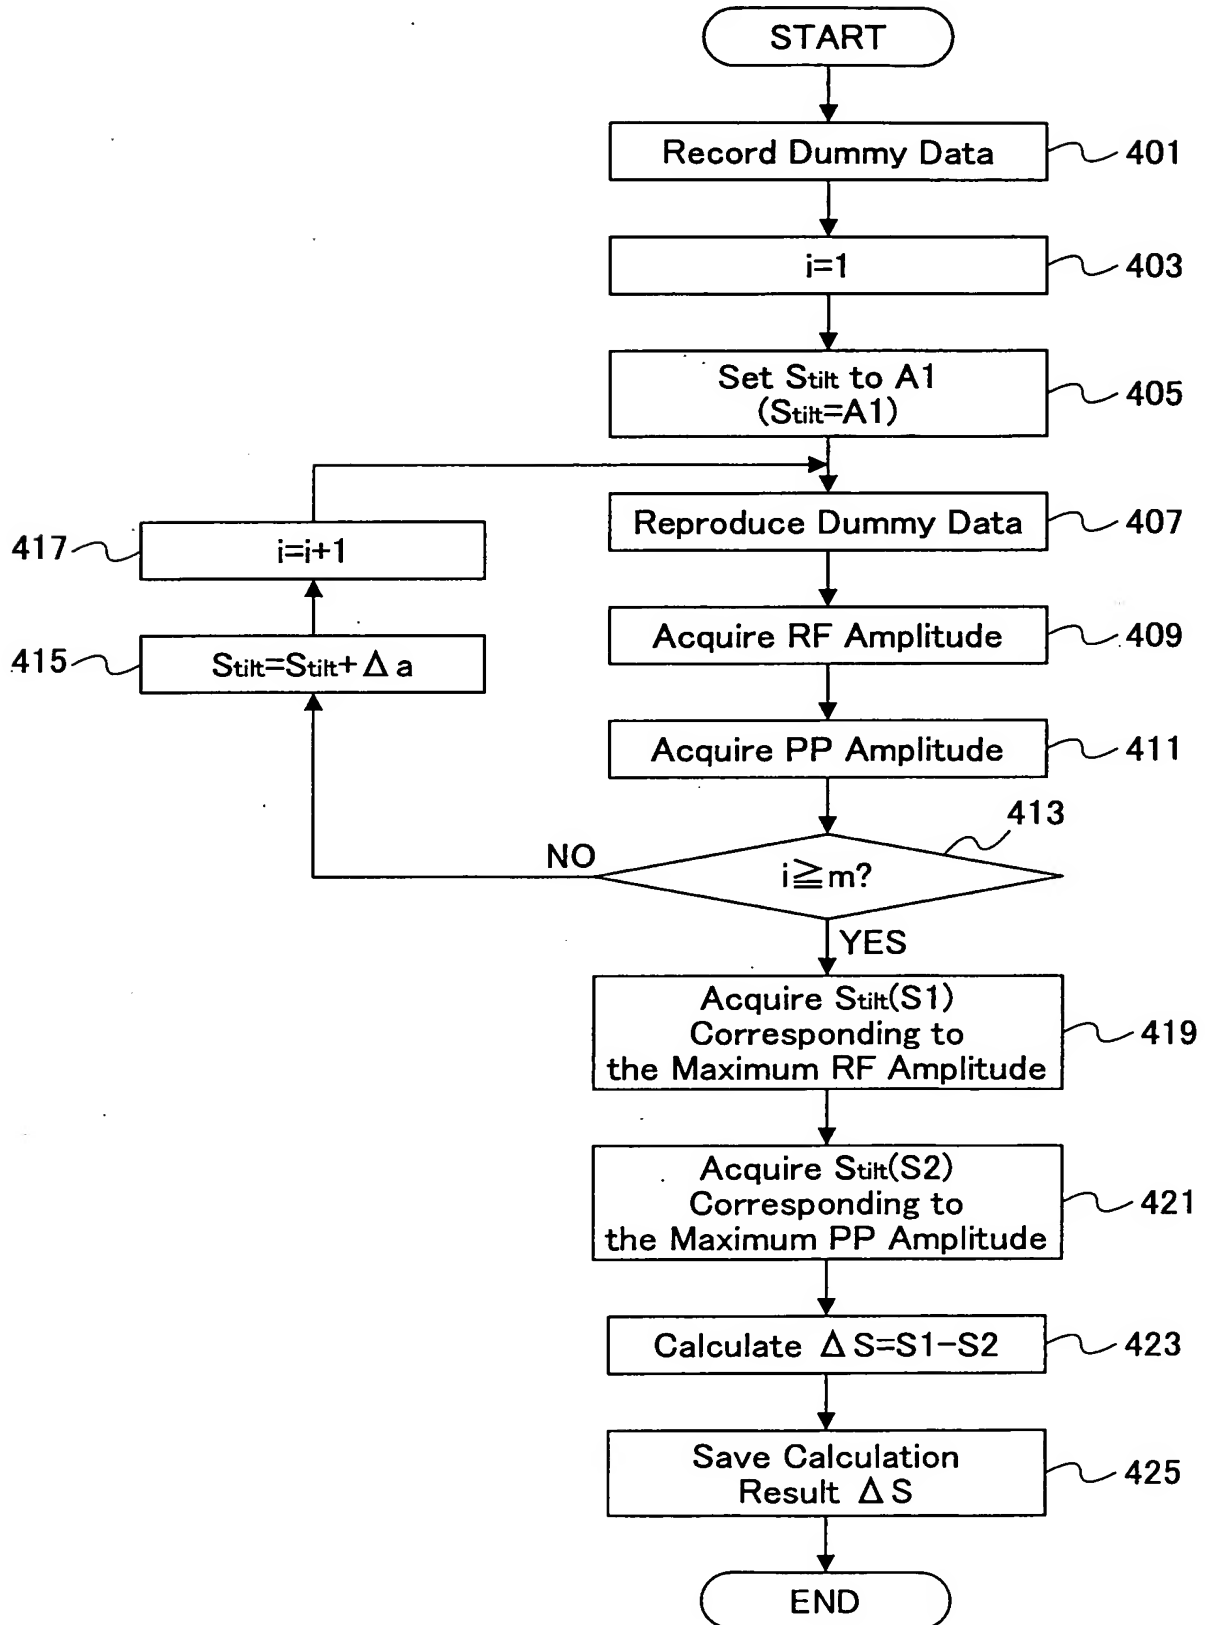 START
Record Dummy Data
401
i=1
403
Set Stilt to A1
(Stilt=A1)
405
Reproduce Dummy Data
407
417
i=i+1
Acquire RF Amplitude
409
415
Stilt=Stilt+Δa
Acquire PP Amplitude
411
413
NO
i≧m?
YES
Acquire Stilt(S1)
Corresponding to
the Maximum RF Amplitude
419
Acquire Stilt(S2)
Corresponding to
the Maximum PP Amplitude
421
Calculate ΔS=S1-S2
423
Save Calculation
Result ΔS
425
END